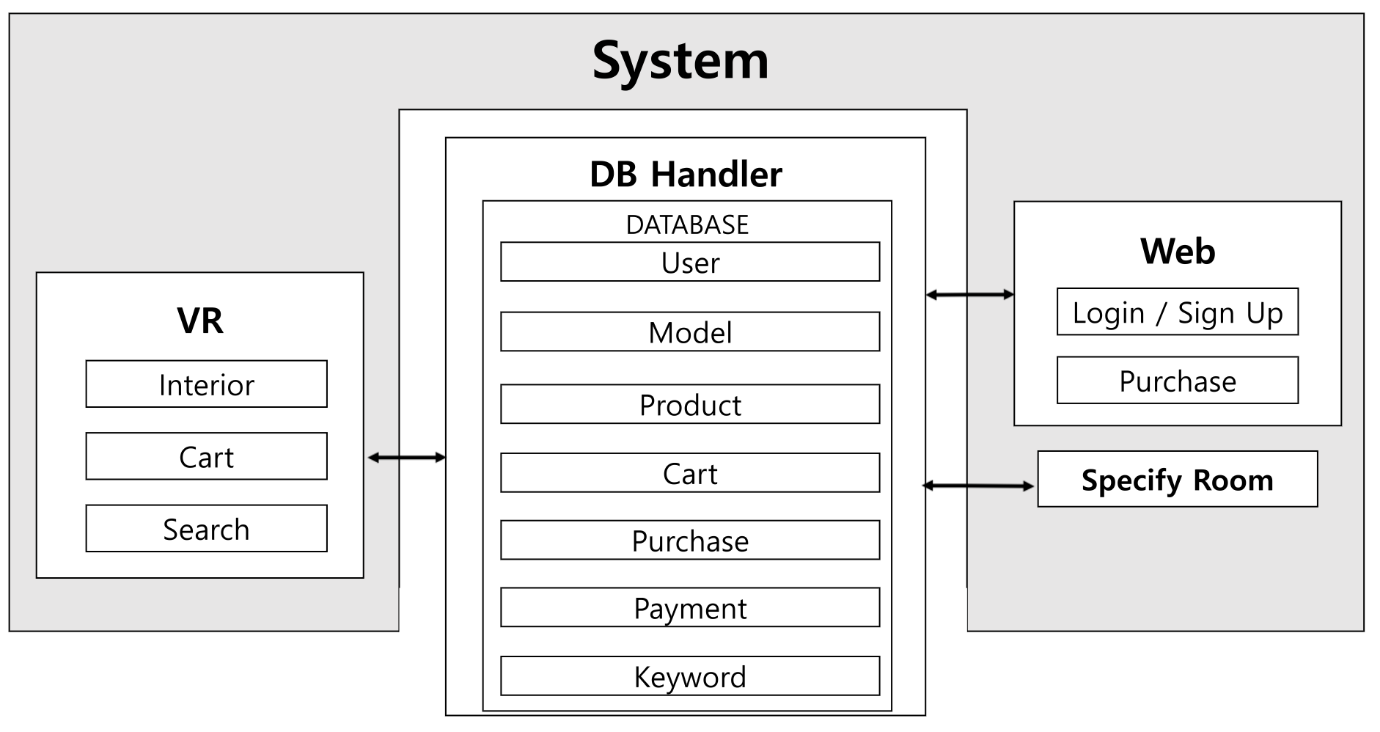 System
DB Handler
DATABASE
User
Model
Product
Cart
Purchase
Payment
Keyword
VR
Interior
Cart
Search
Web
Login / Sign Up
Purchase
Specify Room